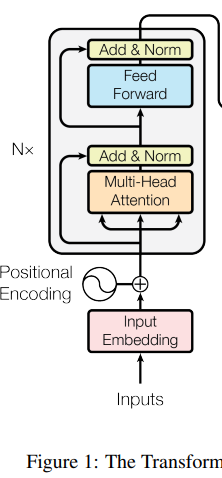 Add & Norm
Feed
Forward
N×
Add & Norm
Multi-Head
Attention
Positional
Encoding
Input
Embedding
Inputs
Figure 1: The Transform